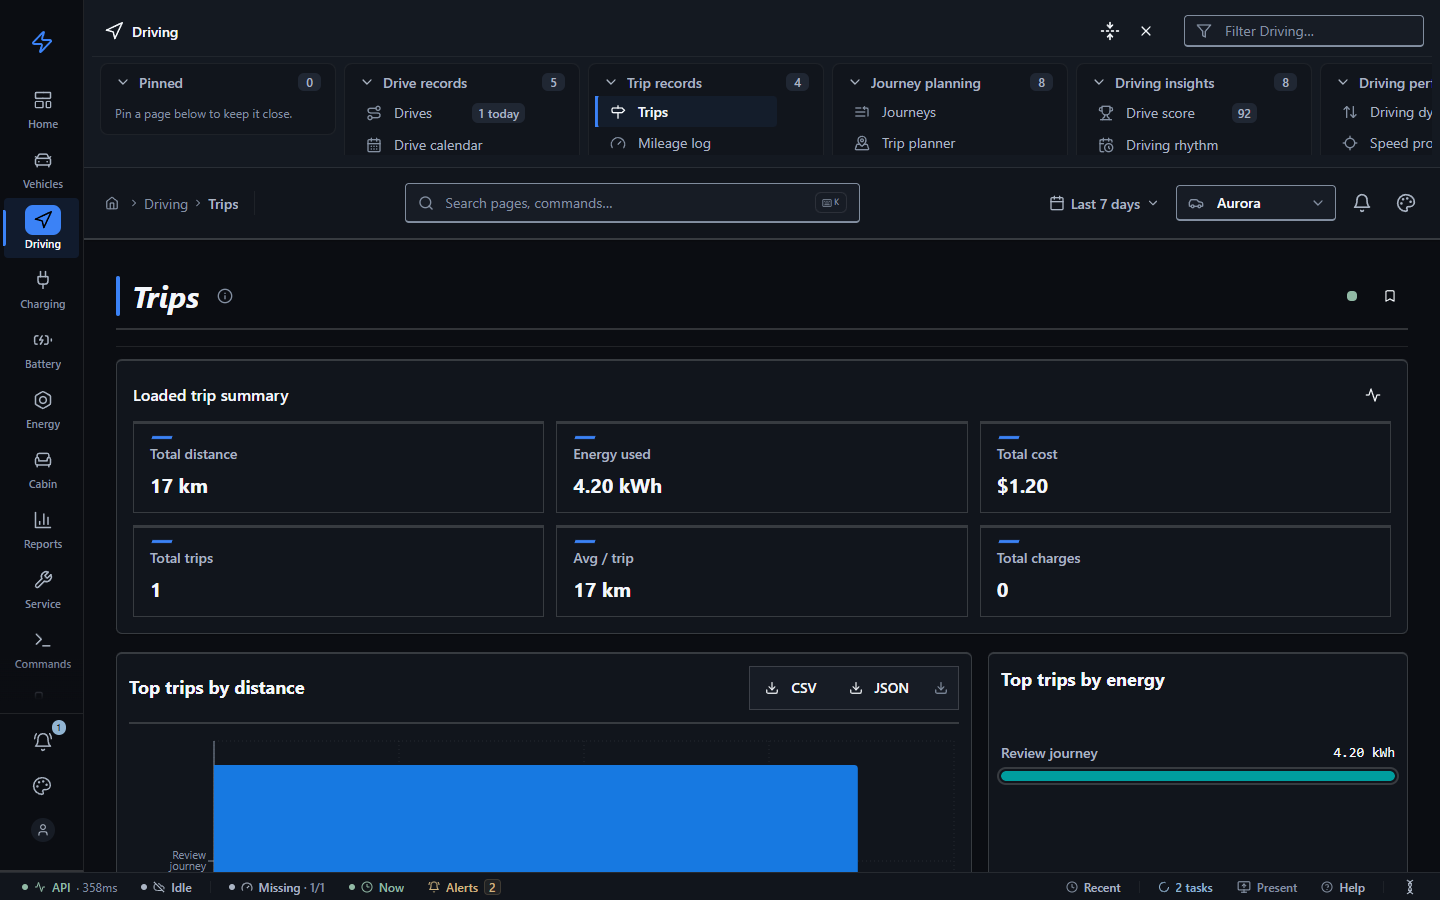 Driving
Filter Driving...
Pinned 0
Pin a page below to keep it close.
Drive records 5
Drives 1 today
Drive calendar
Trip records 4
Trips
Mileage log
Journey planning 8
Journeys
Trip planner
Driving insights 8
Drive score 92
Driving rhythm
Driving per
Driving dy
Speed pro
Home
Vehicles
Driving
Charging
Battery
Energy
Cabin
Reports
Service
Commands
1
Driving
Trips
Search pages, commands...
K
Last 7 days
Aurora
Trips
Loaded trip summary
Total distance
17 km
Energy used
4.20 kWh
Total cost
$1.20
Total trips
1
Avg / trip
17 km
Total charges
0
Top trips by distance
CSV
JSON
Review
journey
Top trips by energy
Review journey 4.20 kWh
API · 358ms
Idle
Missing · 1/1
Now
Alerts 2
Recent
2 tasks
Present
Help